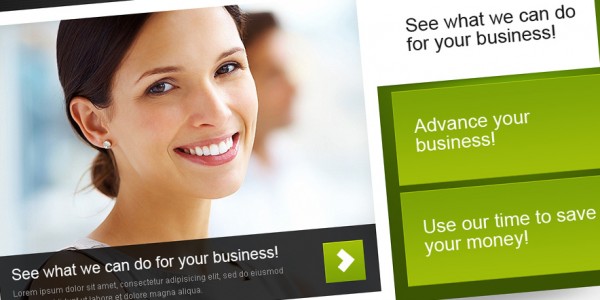 See what we can do
for your business!
Advance your
business!
Use our time to save
your money!
See what we can do for your business!
Lorem ipsum dolor sit amet, consectetur adipisicing elit, sed do eiusmod
incididunt ut labore et dolore magna aliqua.